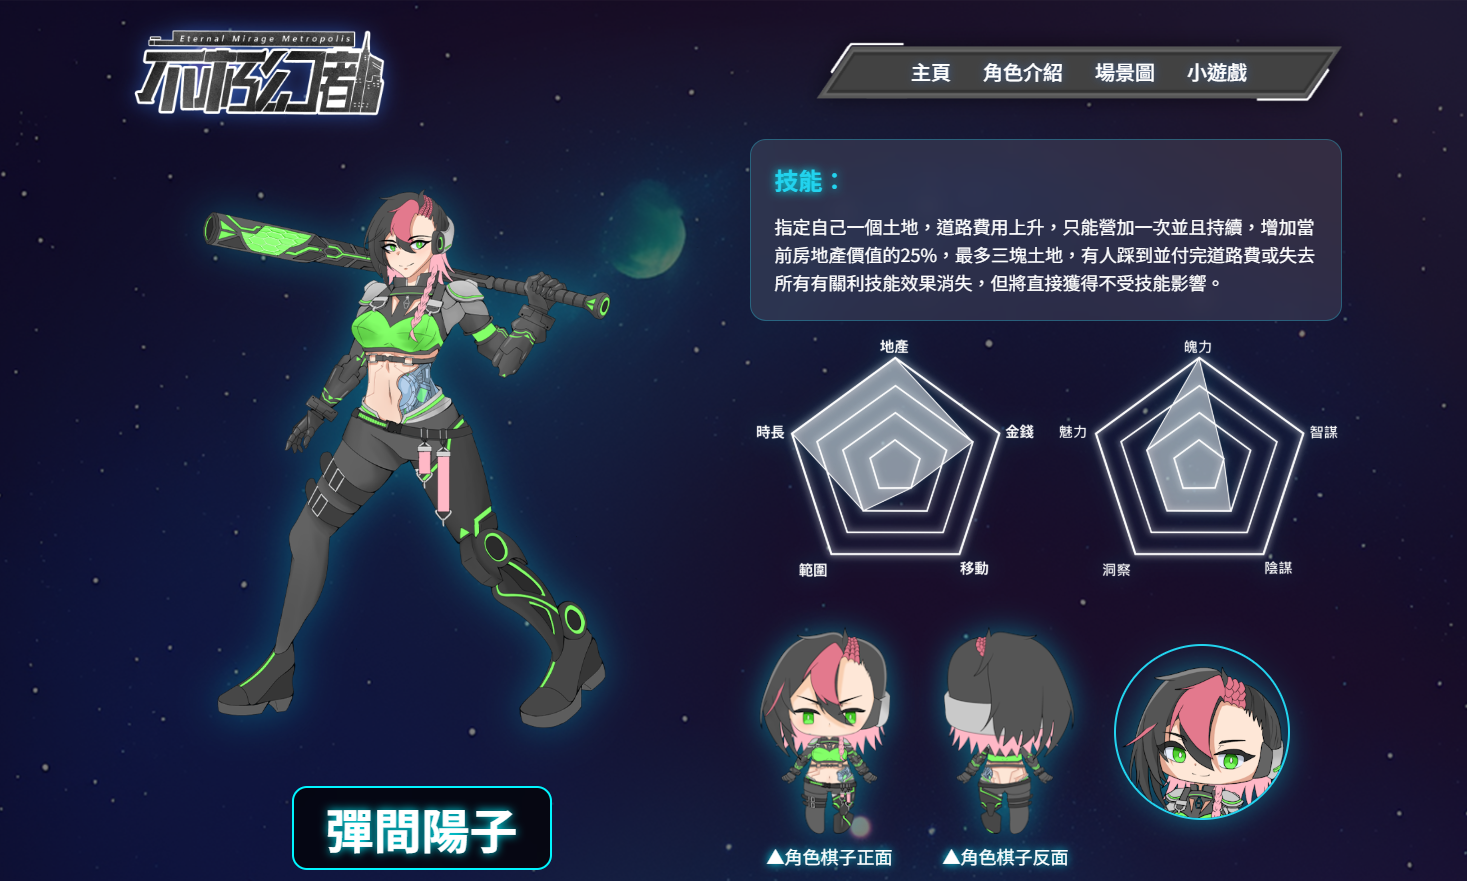 Eternal Mirage Metropolis
不朽幻都
主頁 角色介紹 場景圖 小遊戲
技能：
指定自己一個土地，道路費用上升，只能營加一次並且持續，增加當
前房地產價值的25%，最多三塊土地，有人踩到並付完道路費或失去
所有有關利技能效果消失，但將直接獲得不受技能影響。
地產
時長
金錢
範圍
移動
魄力
魅力
智謀
洞察
陰謀
彈間陽子
▲角色棋子正面
▲角色棋子反面